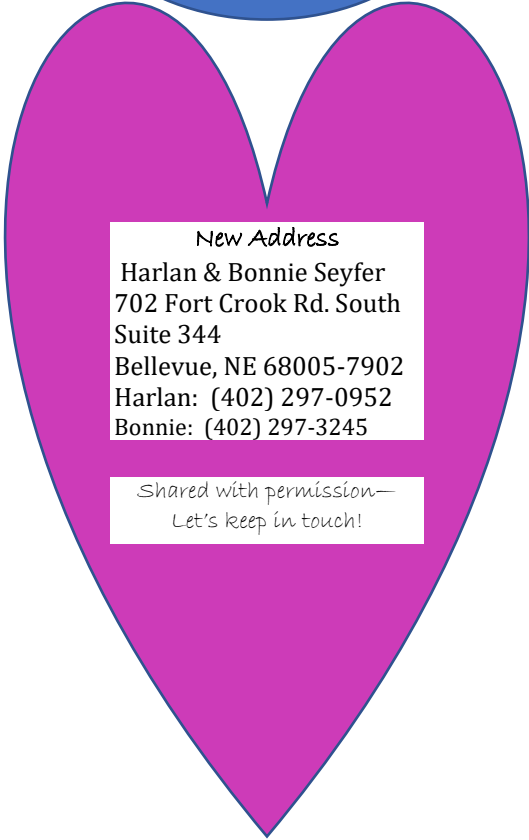 New Address
Harlan & Bonnie Seyfer
702 Fort Crook Rd. South
Suite 344
Bellevue, NE 68005-7902
Harlan:  (402) 297-0952
Bonnie:  (402) 297-3245
Shared with permission—
Let's keep in touch!